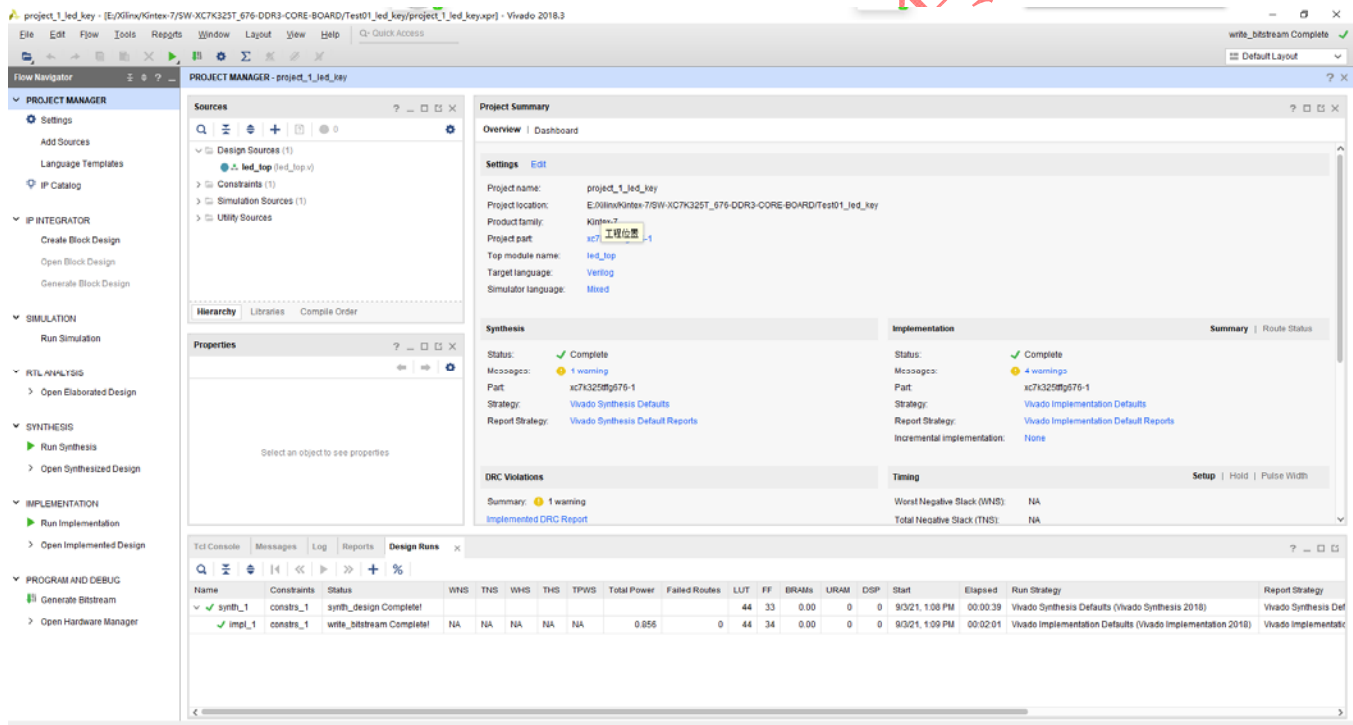 project_1_led_key - [E:/Xilinx/Kintex-7/SW-XC7K325T_676-DDR3-CORE-BOARD/Test01_led_key/project_1_led_key.xpr] - Vivado 2018.3
File Edit Flow Tools Reports Window Layout View Help Quick Access write_bitstream Complete
Default Layout
Flow Navigator PROJECT MANAGER - project_1_led_key
PROJECT MANAGER
Settings
Add Sources
Language Templates
IP Catalog
IP INTEGRATOR
Create Block Design
Open Block Design
Generate Block Design
SIMULATION
Run Simulation
RTL ANALYSIS
Open Elaborated Design
SYNTHESIS
Run Synthesis
Open Synthesized Design
IMPLEMENTATION
Run Implementation
Open Implemented Design
PROGRAM AND DEBUG
Generate Bitstream
Open Hardware Manager
Sources
0
Design Sources (1)
led_top (led_top.v)
Constraints (1)
Simulation Sources (1)
Utility Sources
Hierarchy Libraries Compile Order
Properties
Select an object to see properties
Project Summary
Overview | Dashboard
Settings Edit
Project name: project_1_led_key
Project location: E:/Xilinx/Kintex-7/SW-XC7K325T_676-DDR3-CORE-BOARD/Test01_led_key
Product family: Kintex-7
工程位置
Project part: xc7 -1
Top module name: led_top
Target language: Verilog
Simulator language: Mixed
Synthesis
Status: Complete
Messages: 1 warning
Part: xc7k325tffg676-1
Strategy: Vivado Synthesis Defaults
Report Strategy: Vivado Synthesis Default Reports
Implementation Summary | Route Status
Status: Complete
Messages: 4 warnings
Part: xc7k325tffg676-1
Strategy: Vivado Implementation Defaults
Report Strategy: Vivado Implementation Default Reports
Incremental implementation: None
DRC Violations
Summary: 1 warning
Implemented DRC Report
Timing Setup | Hold | Pulse Width
Worst Negative Slack (WNS): NA
Total Negative Slack (TNS): NA
Tcl Console Messages Log Reports Design Runs
Name Constraints Status WNS TNS WHS THS TPWS Total Power Failed Routes LUT FF BRAMs URAM DSP Start Elapsed Run Strategy Report Strategy
synth_1 constrs_1 synth_design Complete! 44 33 0.00 0 0 9/3/21, 1:08 PM 00:00:39 Vivado Synthesis Defaults (Vivado Synthesis 2018) Vivado Synthesis Def
impl_1 constrs_1 write_bitstream Complete! NA NA NA NA NA 0.856 0 44 34 0.00 0 0 9/3/21, 1:09 PM 00:02:01 Vivado Implementation Defaults (Vivado Implementation 2018) Vivado Implementatic